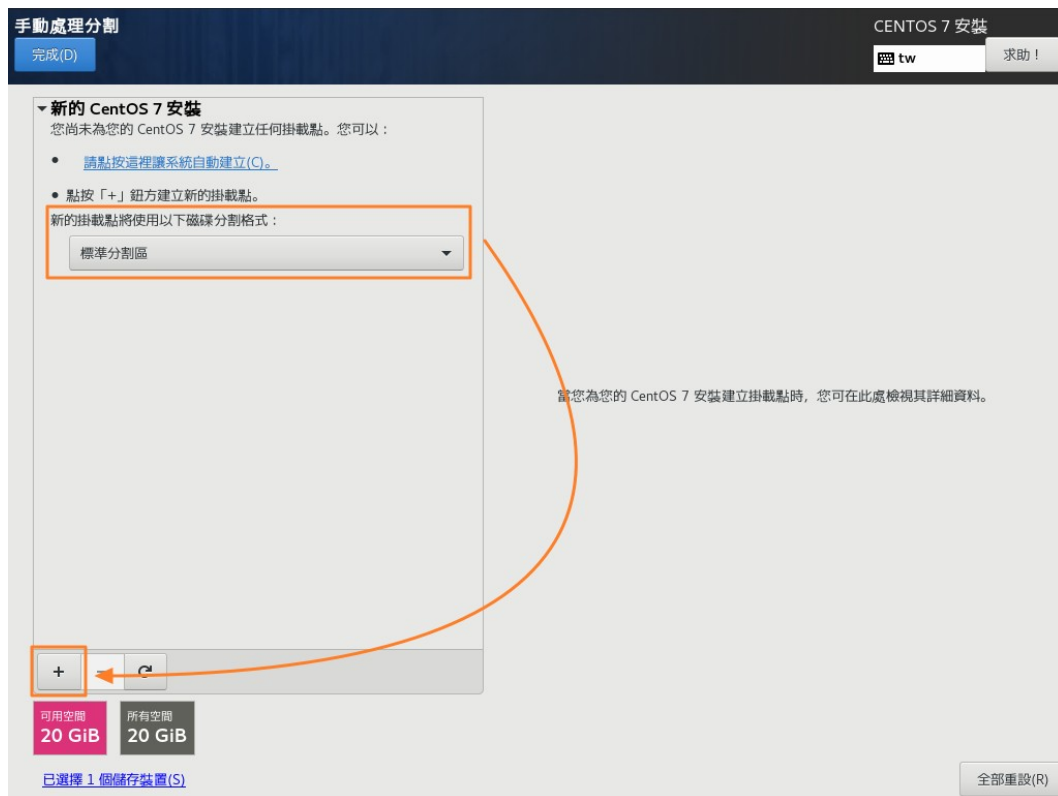 手動處理分割
CENTOS 7 安裝
完成(D)
tw
求助！
新的 CentOS 7 安裝
您尚未為您的 CentOS 7 安裝建立任何掛載點。您可以：
• 請點按這裡讓系統自動建立(C)。
• 點按「+」鈕方建立新的掛載點。
新的掛載點將使用以下磁碟分割格式：
標準分割區
當您為您的 CentOS 7 安裝建立掛載點時，您可在此處檢視其詳細資料。
+ −
可用空間
20 GiB
所有空間
20 GiB
已選擇 1 個儲存裝置(S)
全部重設(R)